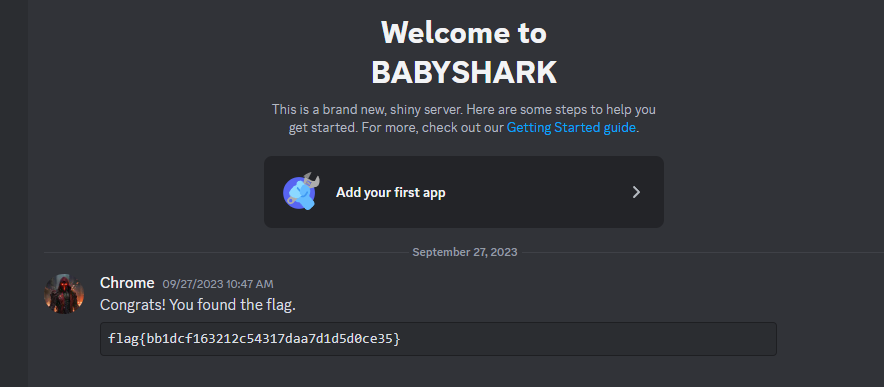 Welcome to
BABYSHARK
This is a brand new, shiny server. Here are some steps to help you
get started. For more, check out our Getting Started guide.
Add your first app
September 27, 2023
Chrome 09/27/2023 10:47 AM
Congrats! You found the flag.
flag{bb1dcf163212c54317daa7d1d5d0ce35}